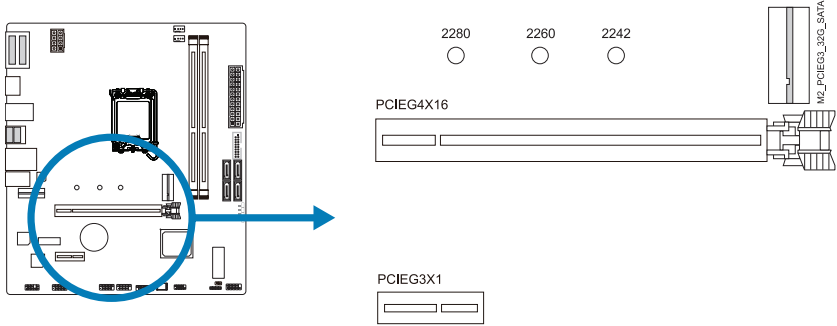 2280 2260 2242
M2_PCIEG3_32G_SATA
PCIEG4X16
PCIEG3X1